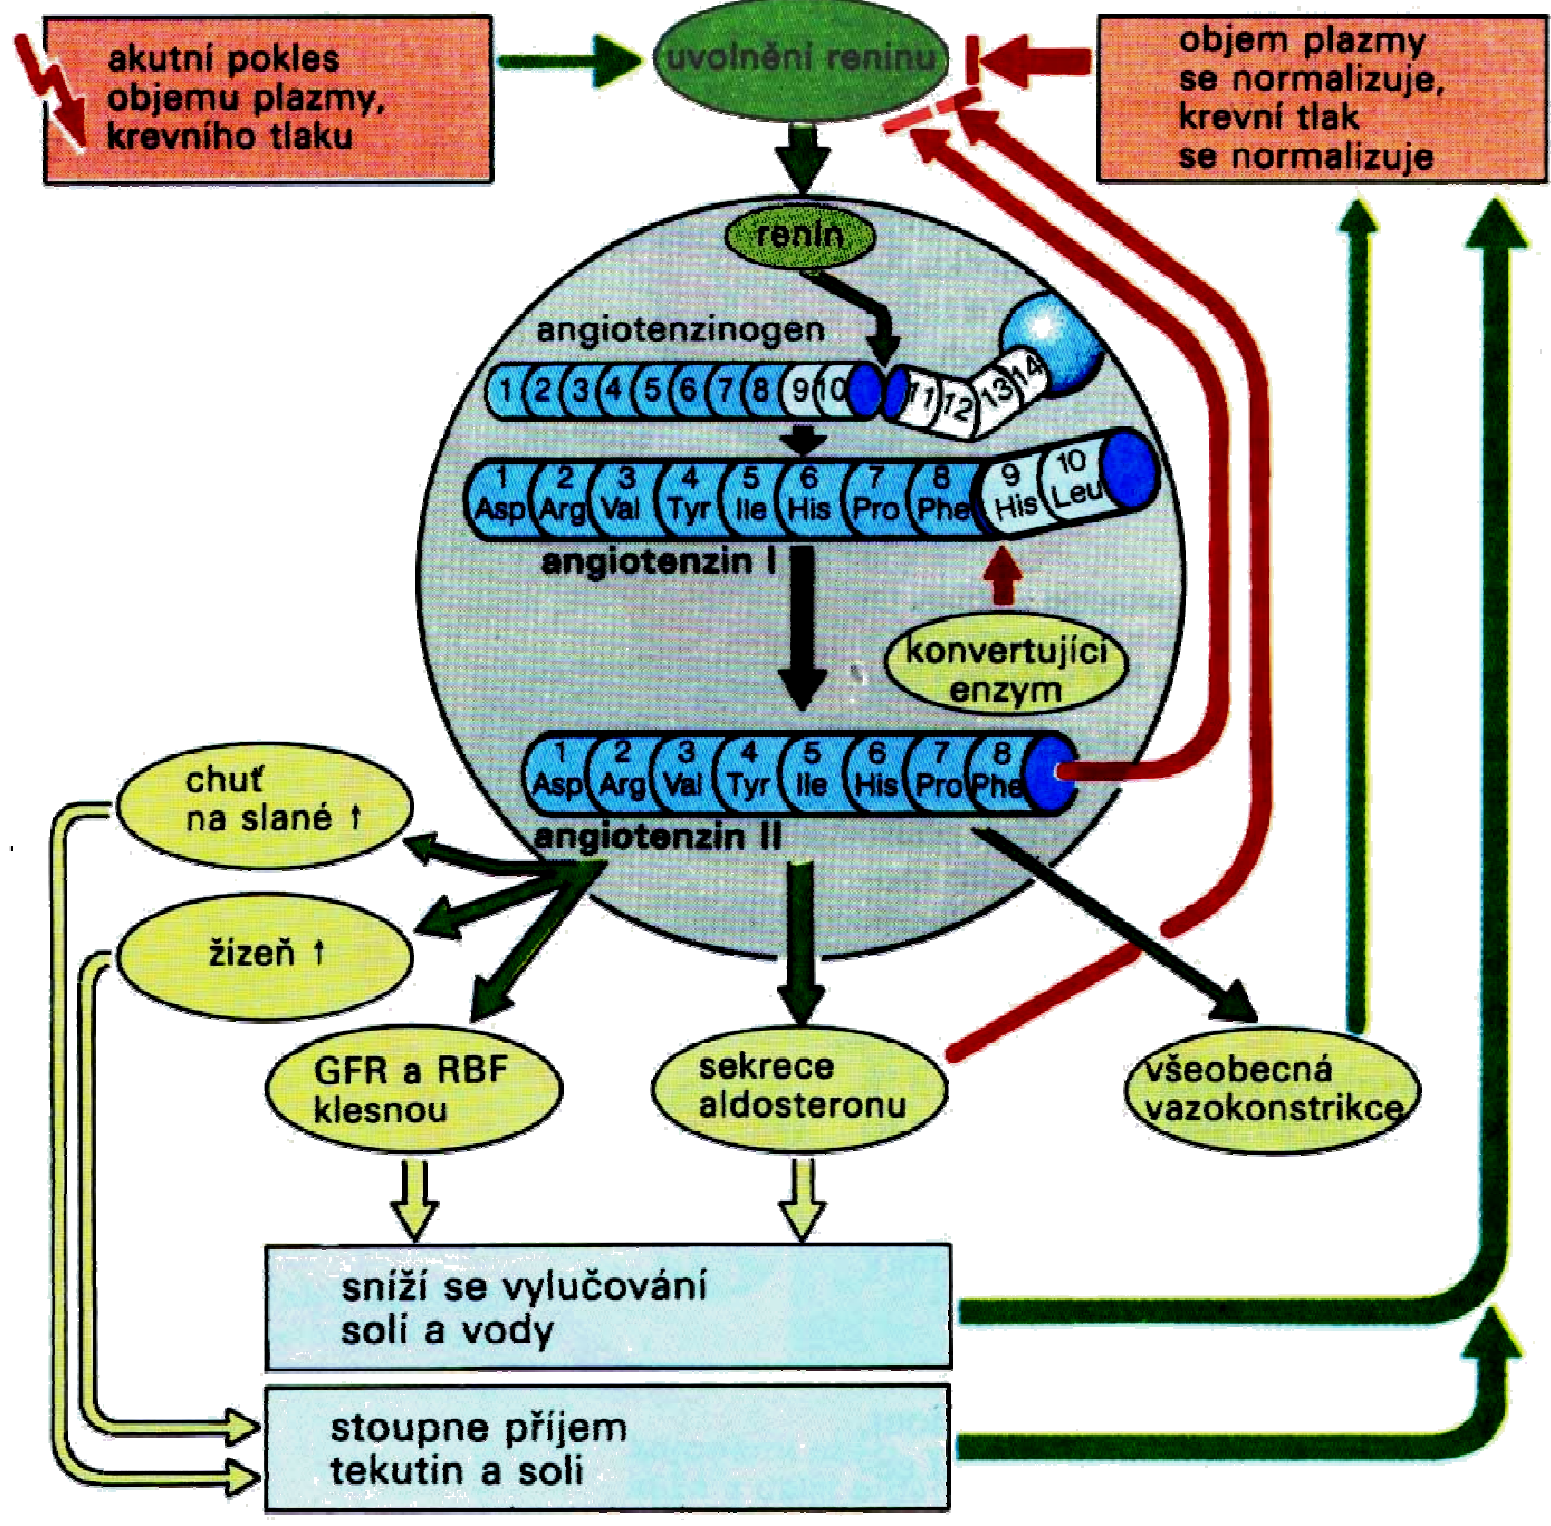 akutní pokles
objemu plazmy,
krevního tlaku
uvolnění reninu
objem plazmy
se normalizuje,
krevní tlak
se normalizuje
renin
angiotenzinogen
1 2 3 4 5 6 7 8 9 10 11 12 13 14
1 2 3 4 5 6 7 8 9 10
Asp Arg Val Tyr Ile His Pro Phe His Leu
angiotenzin I
konvertující
enzym
1 2 3 4 5 6 7 8
Asp Arg Val Tyr Ile His Pro Phe
angiotenzin II
chuť
na slané ↑
žízeň ↑
GFR a RBF
klesnou
sekrece
aldosteronu
všeobecná
vazokonstrikce
sníží se vylučování
solí a vody
stoupne příjem
tekutin a soli